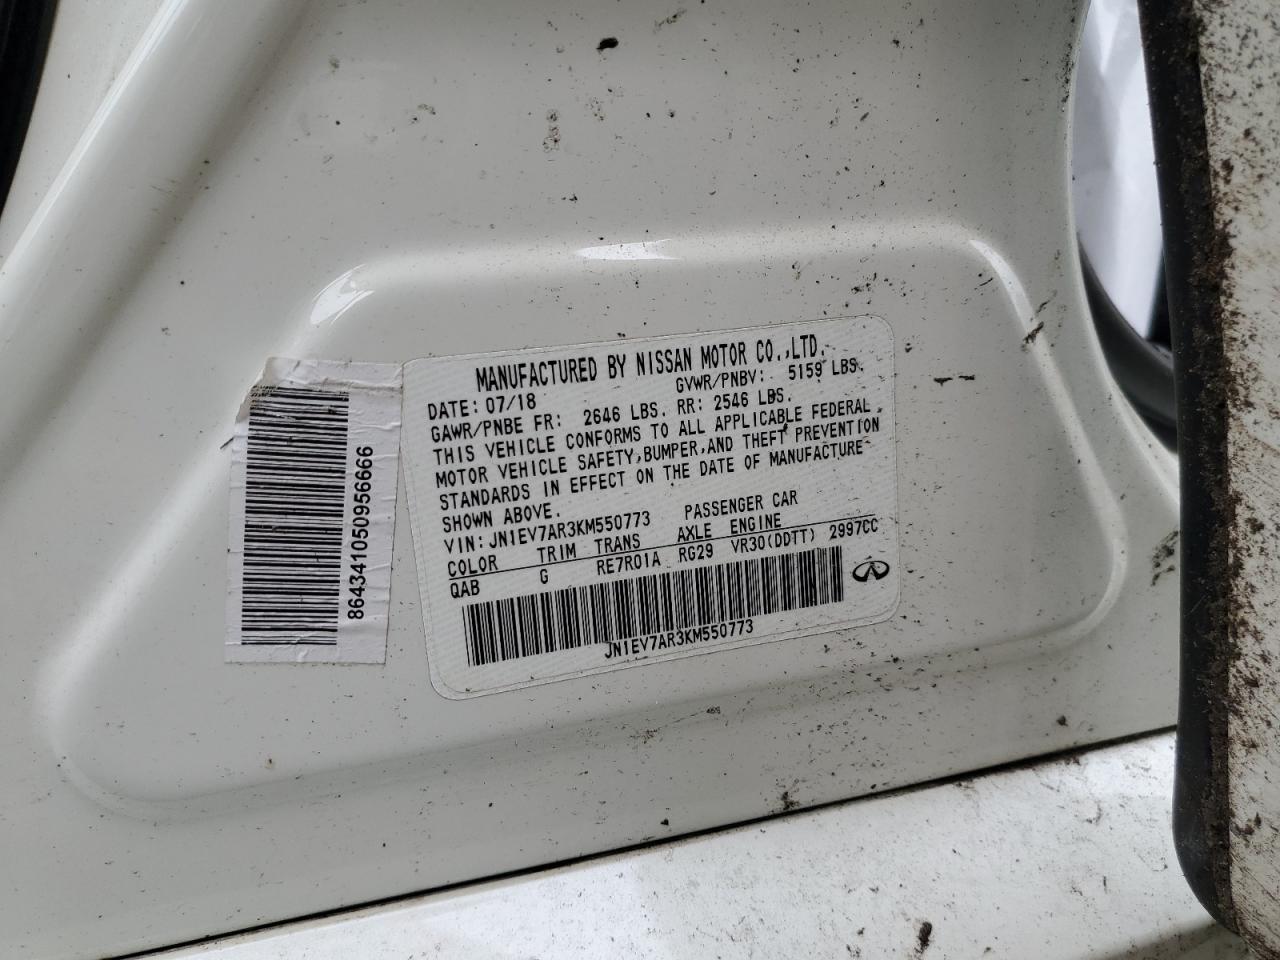 MANUFACTURED BY NISSAN MOTOR CO.,LTD.
DATE: 07/18 GVWR/PNBV: 5159 LBS.
GAWR/PNBE FR: 2646 LBS. RR: 2546 LBS.
THIS VEHICLE CONFORMS TO ALL APPLICABLE FEDERAL
MOTOR VEHICLE SAFETY,BUMPER,AND THEFT PREVENTION
STANDARDS IN EFFECT ON THE DATE OF MANUFACTURE
SHOWN ABOVE.
VIN: JN1EV7AR3KM550773 PASSENGER CAR
COLOR TRIM TRANS AXLE ENGINE
QAB G RE7R01A RG29 VR30(DDTT) 2997CC
JN1EV7AR3KM550773
8643410509566666